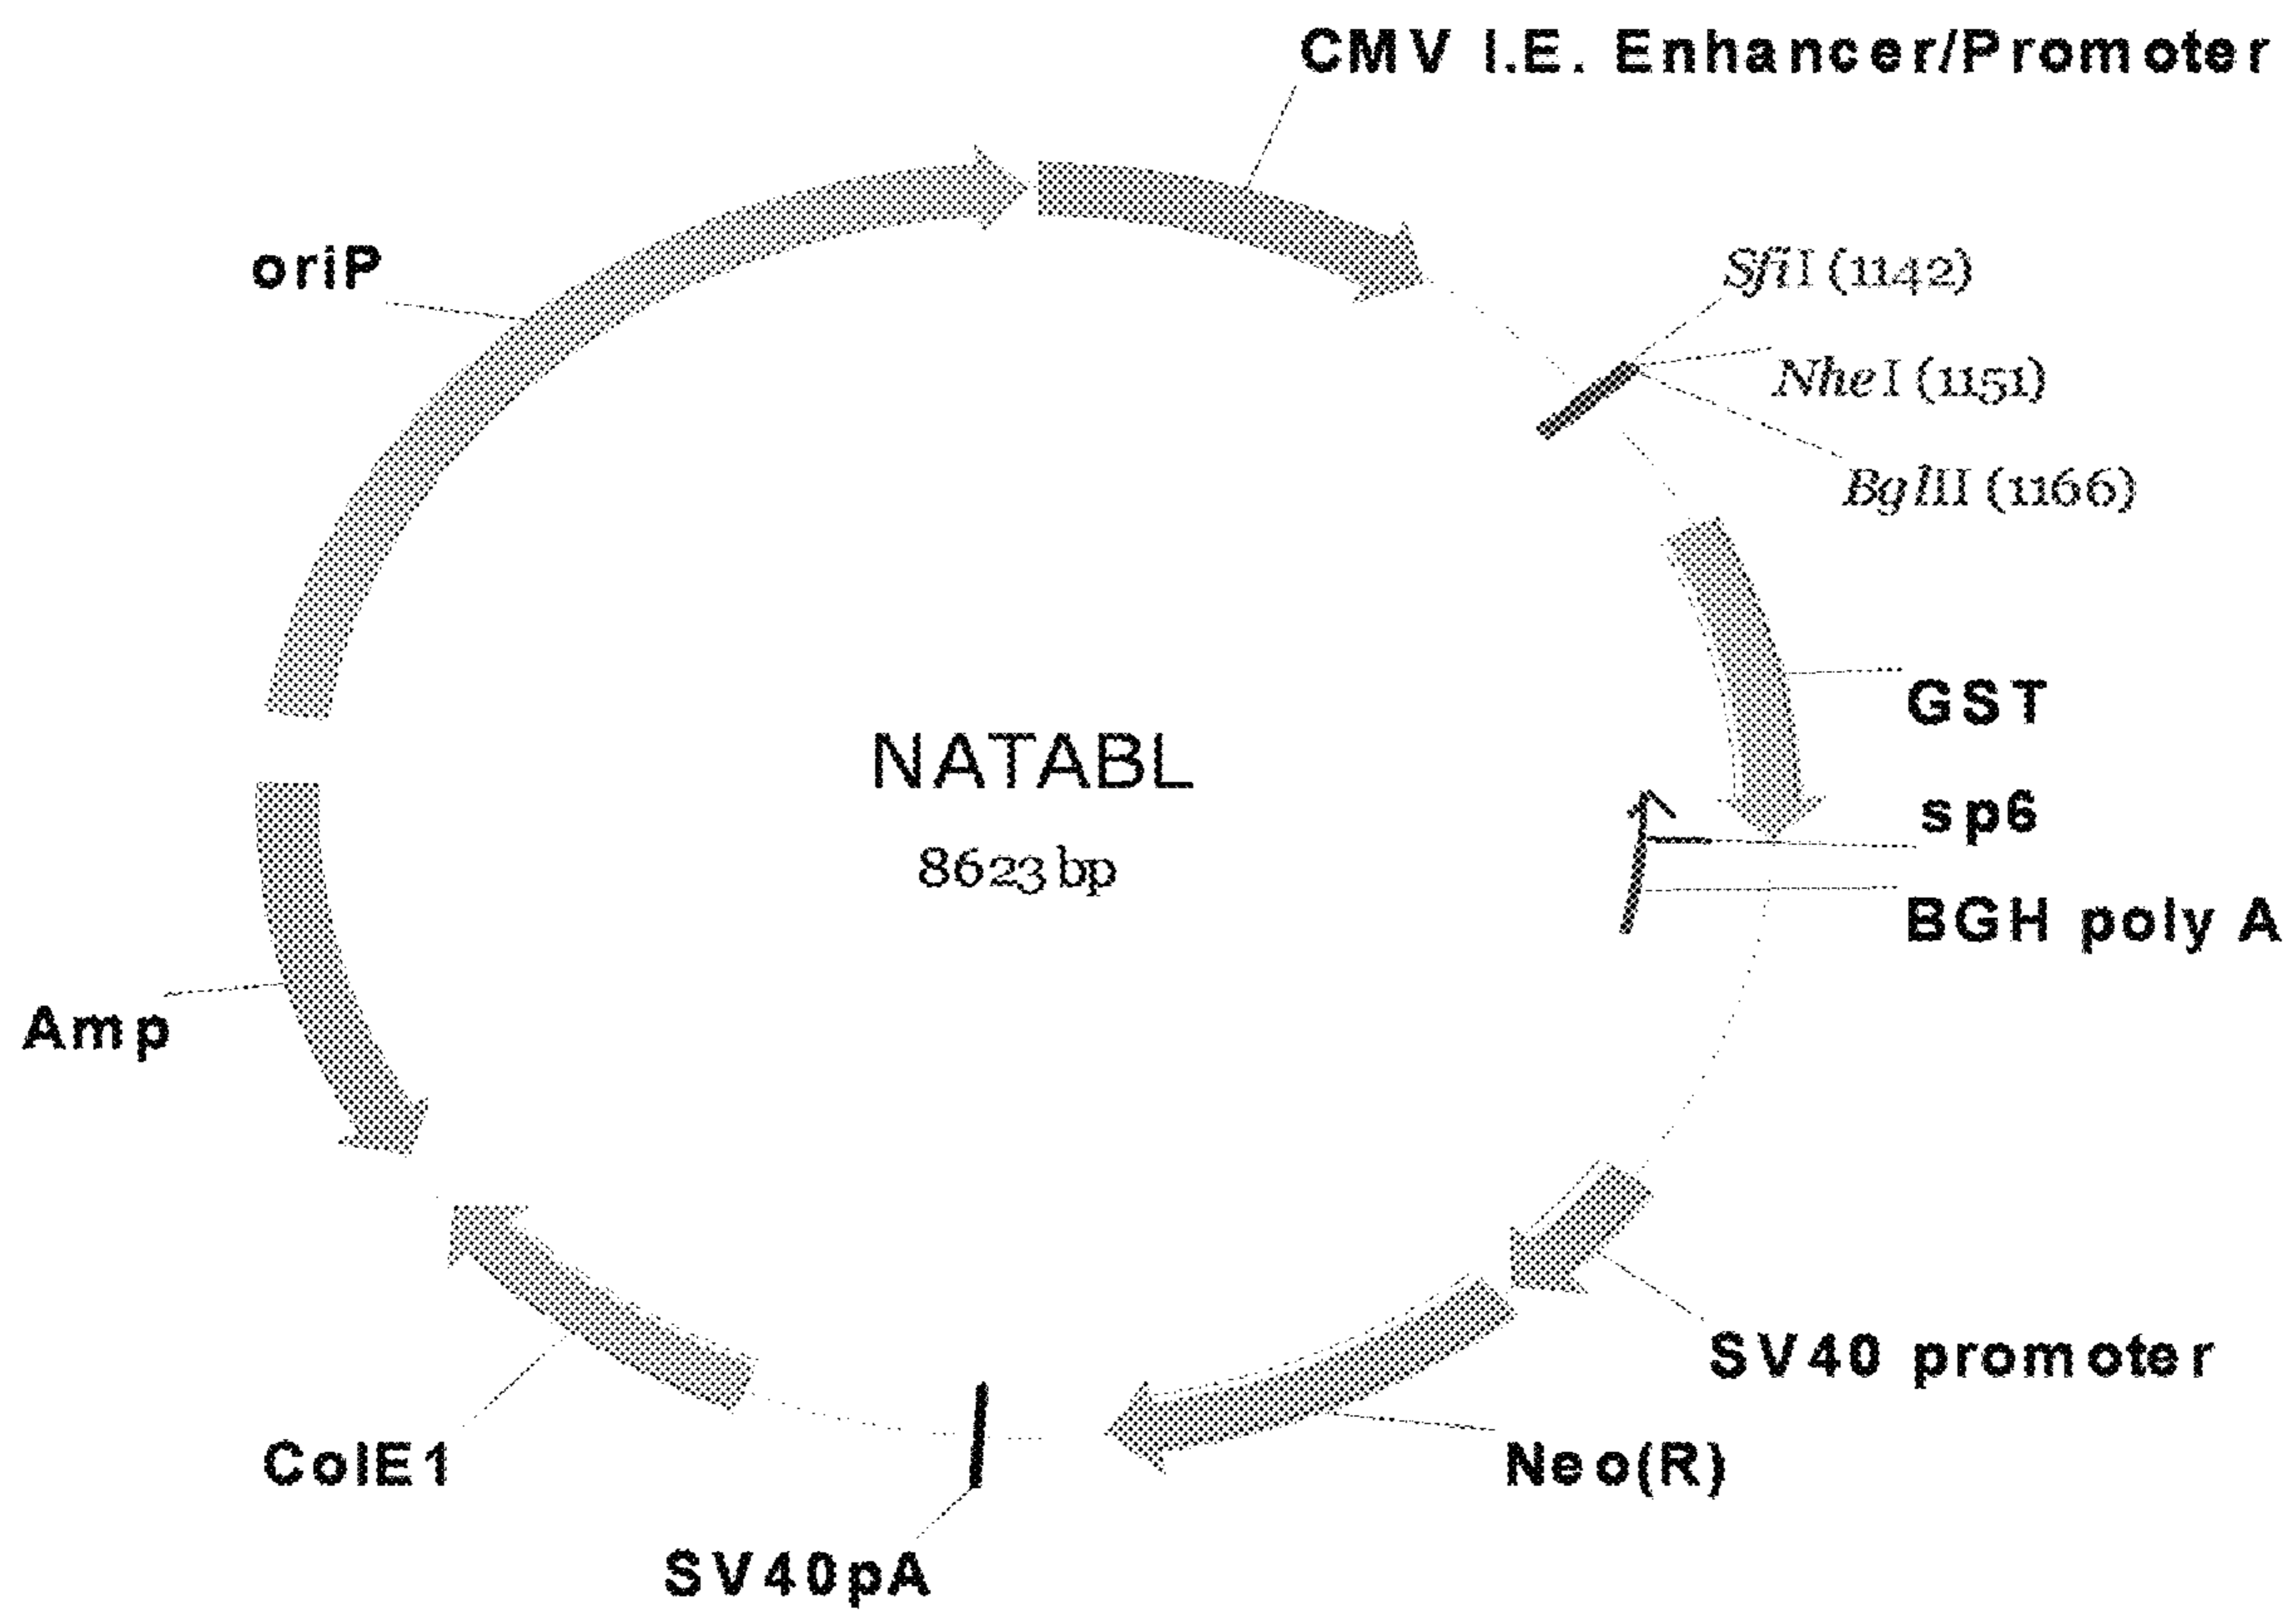 CMV I.E. Enhancer/Promoter
oriP
SfiI (1142)
NheI (1151)
BglII (1166)
GST
NATABL
sp6
8623 bp
BGH poly A
Amp
SV40 promoter
ColE1
Neo(R)
SV40pA